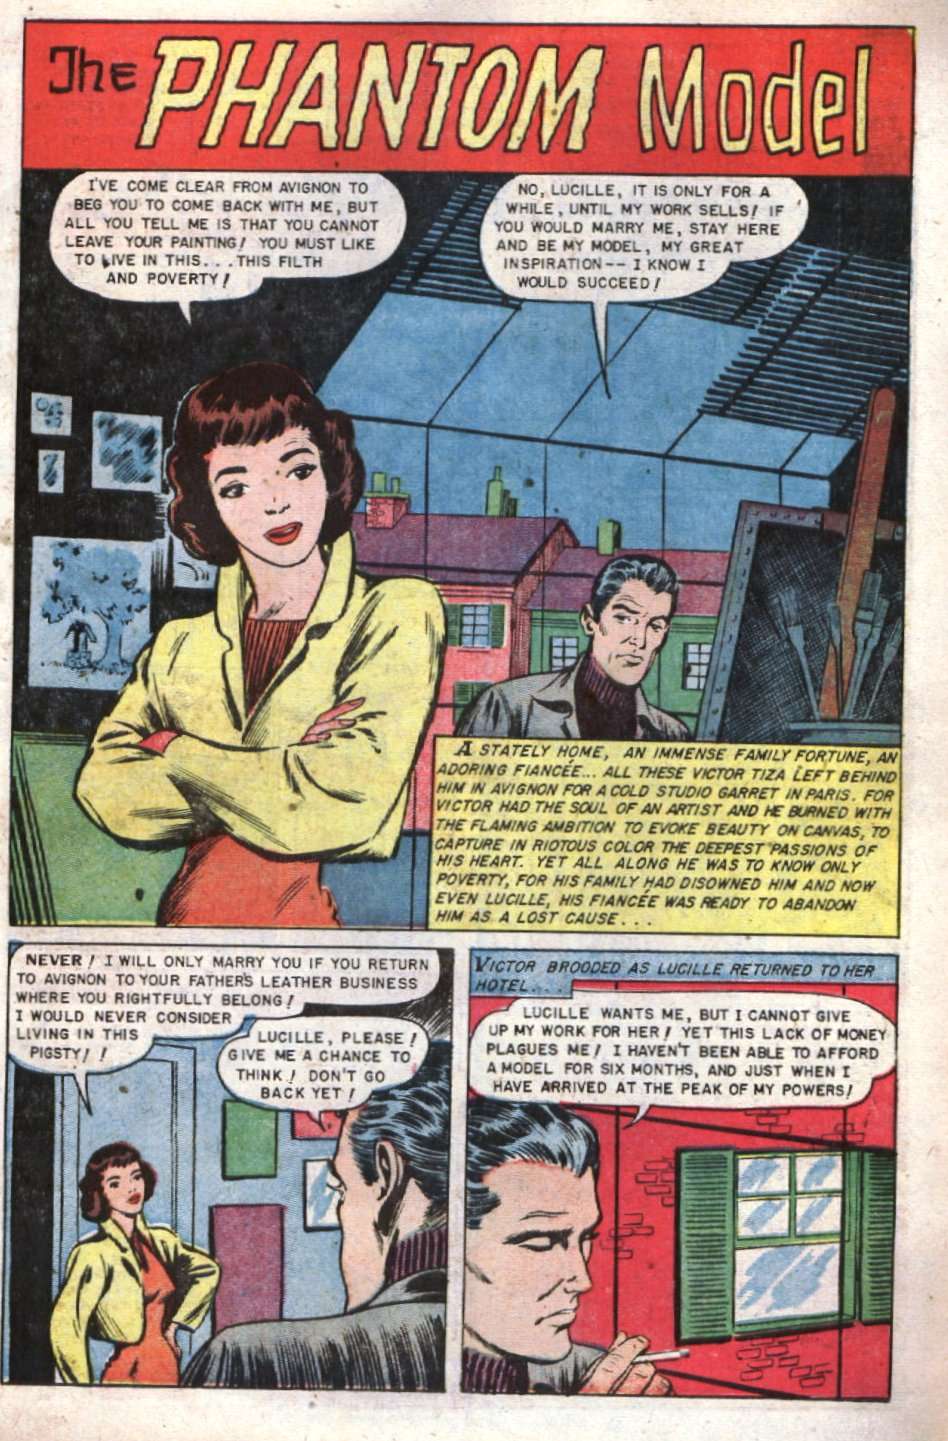 The PHANTOM Model
I'VE COME CLEAR FROM AVIGNON TO
BEG YOU TO COME BACK WITH ME, BUT
ALL YOU TELL ME IS THAT YOU CANNOT
LEAVE YOUR PAINTING! YOU MUST LIKE
TO LIVE IN THIS...THIS FILTH
AND POVERTY!
NO, LUCILLE, IT IS ONLY FOR A
WHILE, UNTIL MY WORK SELLS! IF
YOU WOULD MARRY ME, STAY HERE
AND BE MY MODEL, MY GREAT
INSPIRATION--I KNOW I
WOULD SUCCEED!
A STATELY HOME, AN IMMENSE FAMILY FORTUNE, AN
ADORING FIANCÉE... ALL THESE VICTOR TIZA LEFT BEHIND
HIM IN AVIGNON FOR A COLD STUDIO GARRET IN PARIS. FOR
VICTOR HAD THE SOUL OF AN ARTIST AND HE BURNED WITH
THE FLAMING AMBITION TO EVOKE BEAUTY ON CANVAS, TO
CAPTURE IN RIOTOUS COLOR THE DEEPEST PASSIONS OF
HIS HEART. YET ALL ALONG HE WAS TO KNOW ONLY
POVERTY, FOR HIS FAMILY HAD DISOWNED HIM AND NOW
EVEN LUCILLE, HIS FIANCÉE WAS READY TO ABANDON
HIM AS A LOST CAUSE...
NEVER! I WILL ONLY MARRY YOU IF YOU RETURN
TO AVIGNON TO YOUR FATHER'S LEATHER BUSINESS
WHERE YOU RIGHTFULLY BELONG!
I WOULD NEVER CONSIDER
LIVING IN THIS
PIGSTY!!
LUCILLE, PLEASE!
GIVE ME A CHANCE TO
THINK! DON'T GO
BACK YET!
VICTOR BROODED AS LUCILLE RETURNED TO HER
HOTEL....
LUCILLE WANTS ME, BUT I CANNOT GIVE
UP MY WORK FOR HER! YET THIS LACK OF MONEY
PLAGUES ME! I HAVEN'T BEEN ABLE TO AFFORD
A MODEL FOR SIX MONTHS, AND JUST WHEN I
HAVE ARRIVED AT THE PEAK OF MY POWERS!